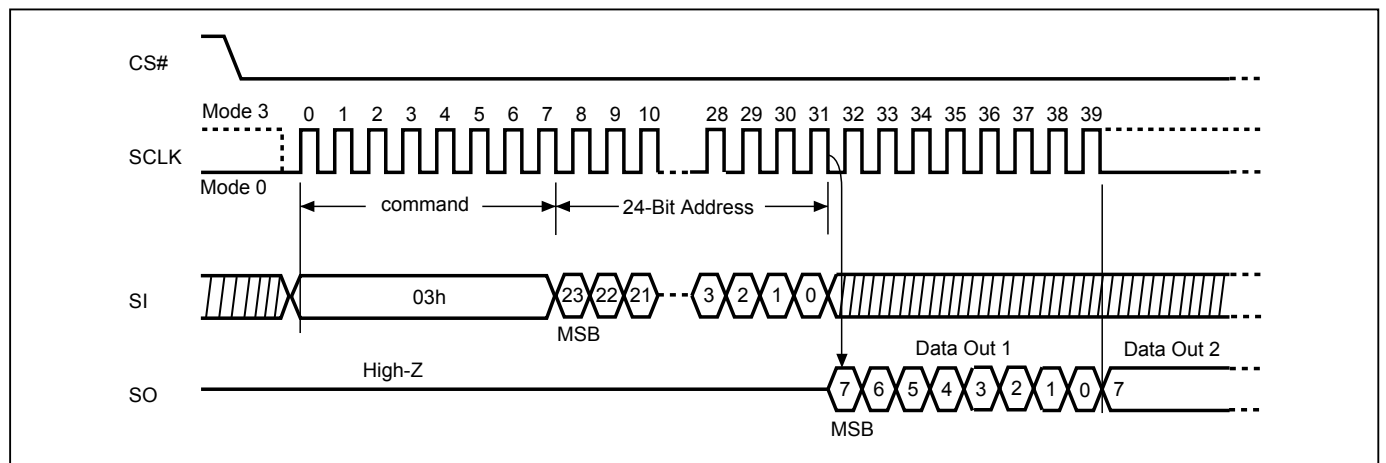 CS#
Mode 3
0 1 2 3 4 5 6 7 8 9 10 28 29 30 31 32 33 34 35 36 37 38 39
SCLK
Mode 0
command
24-Bit Address
SI
03h
23 22 21 3 2 1 0
MSB
Data Out 1
Data Out 2
High-Z
SO
7 6 5 4 3 2 1 0 7
MSB